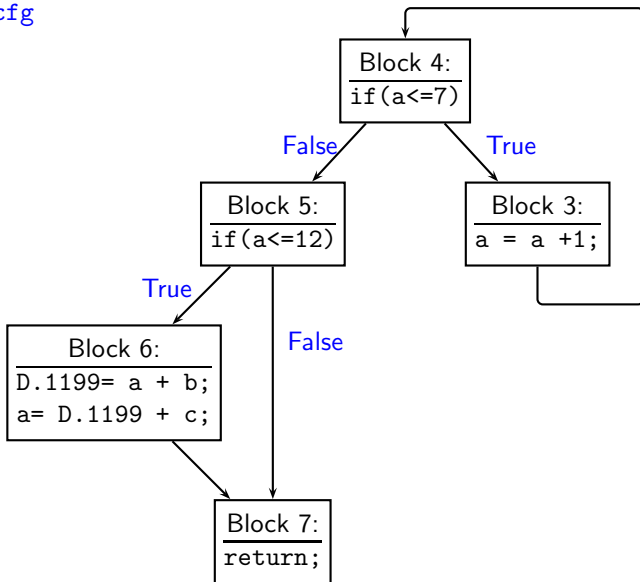 cfg
Block 4:
if(a<=7)
False
True
Block 5:
if(a<=12)
Block 3:
a = a +1;
True
False
Block 6:
D.1199= a + b;
a= D.1199 + c;
Block 7:
return;